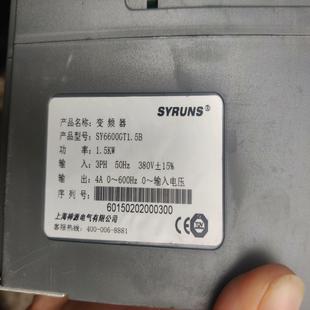 SYRUNS®
产品名称: 变 频 器
产品型号: SY6600GT1.5B
功 率: 1.5KW
输 入: 3PH 50Hz 380V±15%
输 出: 4A 0～600Hz 0～输入电压
序 列 号:
60150202000300
上海神源电气有限公司
客服热线: 400-006-8881